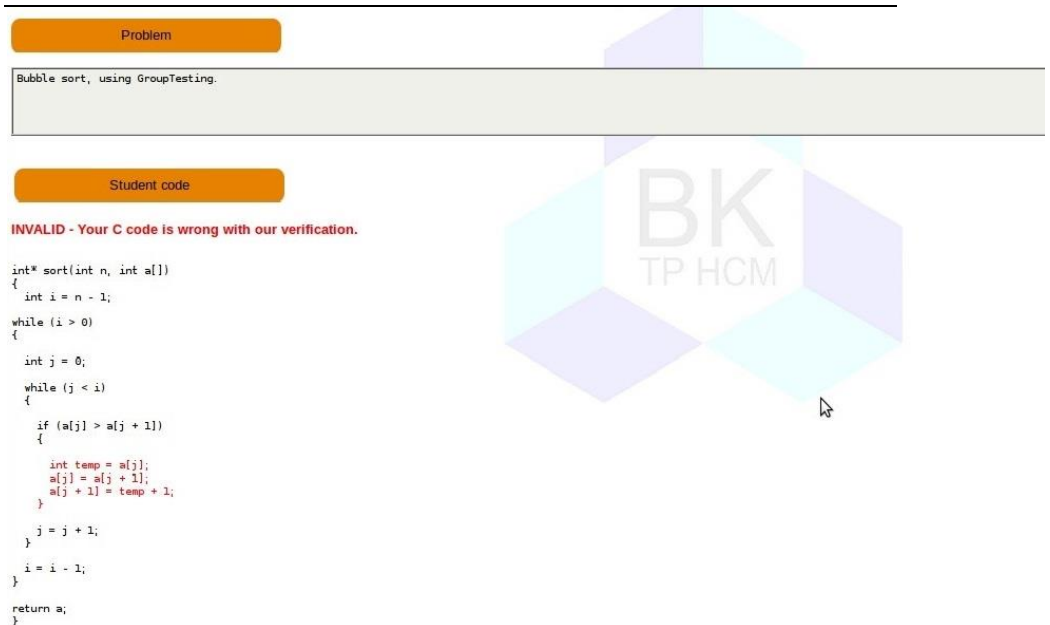 Problem
Bubble sort, using GroupTesting.
Student code
INVALID - Your C code is wrong with our verification.
BK
TP HCM
int* sort(int n, int a[])
{
int i = n - 1;
while (i > 0)
{
int j = 0;
while (j < i)
{
if (a[j] > a[j + 1])
{
int temp = a[j];
a[j] = a[j + 1];
a[j + 1] = temp + 1;
}
j = j + 1;
}
i = i - 1;
}
return a;
}